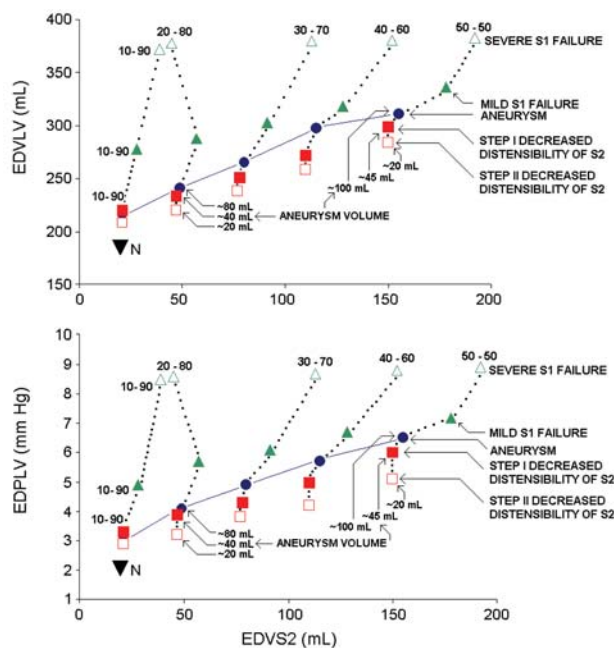 20 - 80
10-90
30 - 70
40 - 60
50 - 50
SEVERE S1 FAILURE
400
350
300
250
200
150
EDVLV
(mL)
10-90
10-90
MILD S1 FAILURE
ANEURYSM
STEP I DECREASED
DISTENSIBILITY OF S2
STEP II DECREASED
DISTENSIBILITY OF S2
~100 mL
~45 mL
~20 mL
~80 mL
~40 mL
~20 mL
ANEURYSM VOLUME
N
0
50
100
150
200
10
9
8
7
6
5
4
3
2
1
EDPLV (mm Hg)
20 - 80
10-90
30 - 70
40 - 60
50 - 50
SEVERE S1 FAILURE
10-90
10-90
MILD S1 FAILURE
ANEURYSM
STEP I DECREASED
DISTENSIBILITY OF S2
STEP II DECREASED
DISTENSIBILITY OF S2
~20 mL
~45 mL
~100 mL
~80 mL
~40 mL
~20 mL
ANEURYSM VOLUME
N
0
50
100
150
200
EDVS2 (mL)